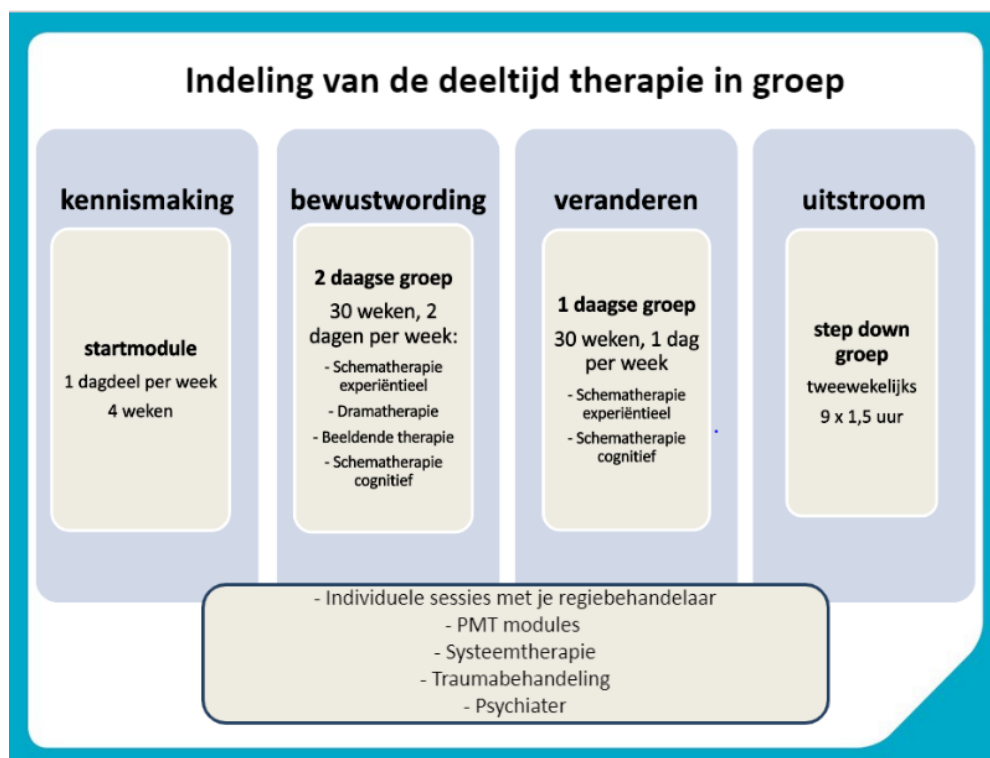 Indeling van de deeltijd therapie in groep
kennismaking
startmodule
1 dagdeel per week
4 weken
bewustwording
2 daagse groep
30 weken, 2
dagen per week:
- Schematherapie
experiëntieel
- Dramatherapie
- Beeldende therapie
- Schematherapie
cognitief
veranderen
1 daagse groep
30 weken, 1 dag
per week
- Schematherapie
experiëntieel
- Schematherapie
cognitief
uitstroom
step down
groep
tweewekelijks
9 x 1,5 uur
- Individuele sessies met je regiebehandelaar
- PMT modules
- Systeemtherapie
- Traumabehandeling
- Psychiater